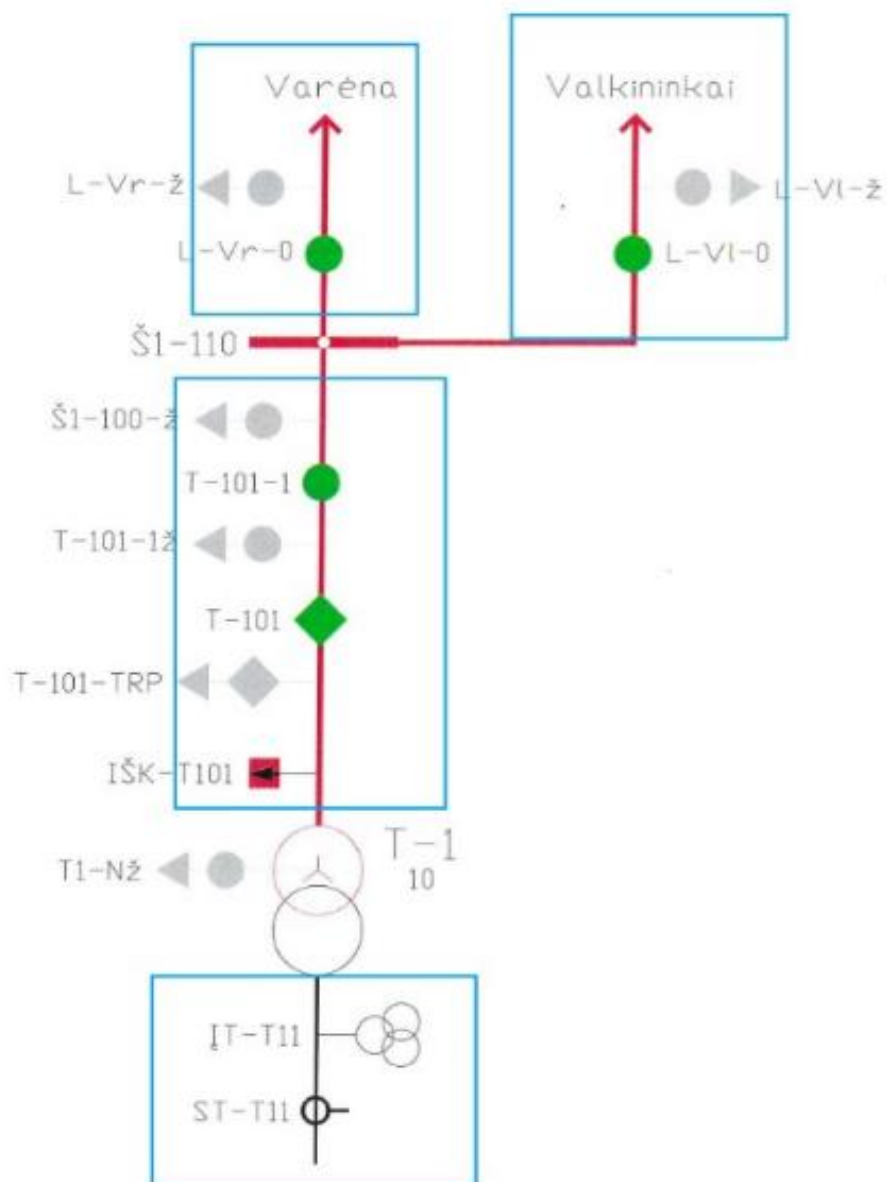 Varėna
Valkininkai
L-Vr-ž
L-Vl-ž
L-Vr-0
L-Vl-0
Š1-110
Š1-100-ž
T-101-1
T-101-1ž
T-101
T-101-TRP
IŠK-T101
T-1
10
T1-Nž
ĮT-T11
ST-T11